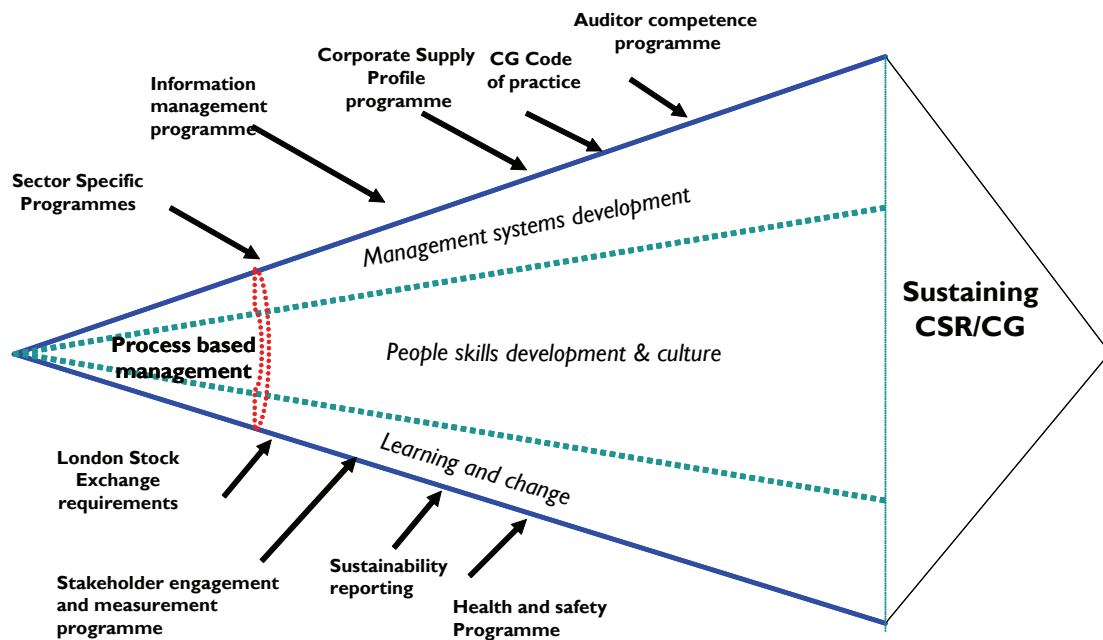 Auditor competence
programme
CG Code
of practice
Corporate Supply
Profile
programme
Information
management
programme
Sector Specific
Programmes
Management systems development
Sustaining
CSR/CG
Process based
management
People skills development & culture
Learning and change
London Stock
Exchange
requirements
Stakeholder engagement
and measurement
programme
Sustainability
reporting
Health and safety
Programme